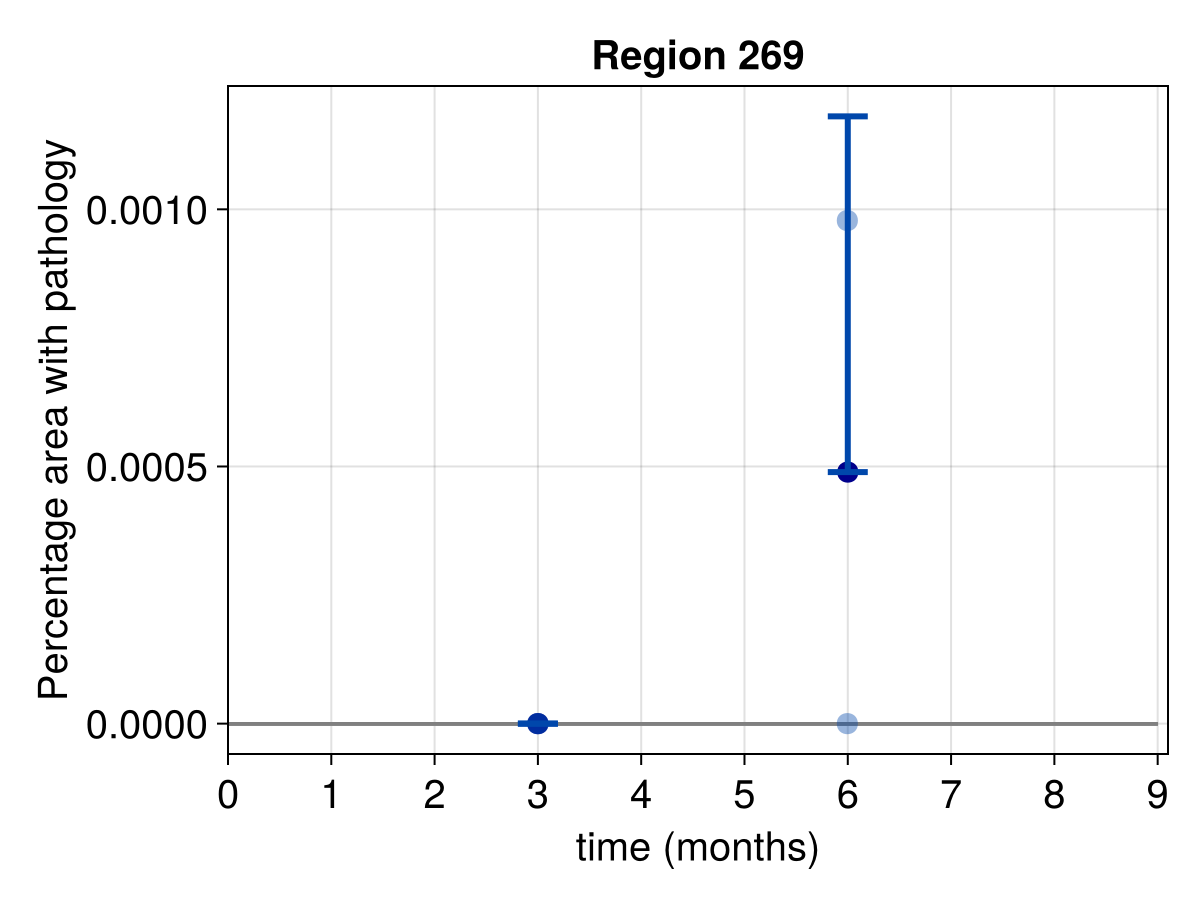 Region 269
Percentage area with pathology
0.0010
0.0005
0.0000
0 1 2 3 4 5 6 7 8 9
time (months)